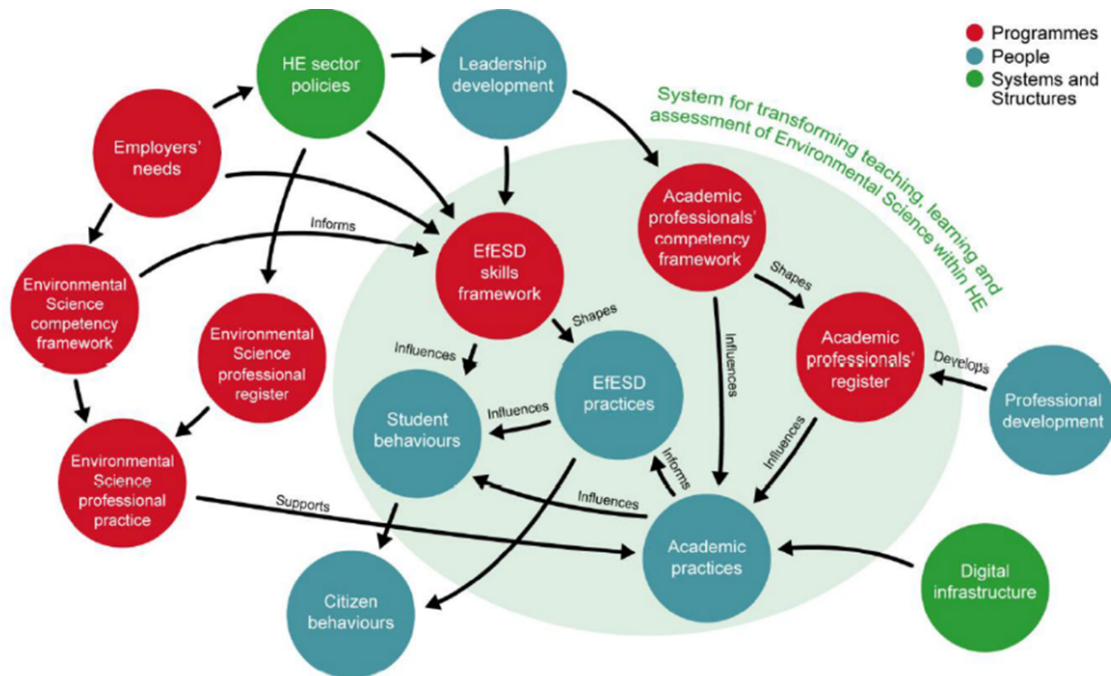 Programmes
People
Systems and
Structures
HE sector
policies
Leadership
development
System for transforming teaching, learning and
assessment of Environmental Science within HE
Employers'
needs
Academic
professionals'
competency
framework
Informs
EfESD
skills
framework
Shapes
Environmental
Science
competency
framework
Environmental
Science
professional
register
Shapes
Influences
Influences
Academic
professionals'
register
Develops
Professional
development
EfESD
practices
Student
behaviours
Influences
Influences
Informs
Environmental
Science
professional
practice
Supports
Influences
Academic
practices
Digital
infrastructure
Citizen
behaviours